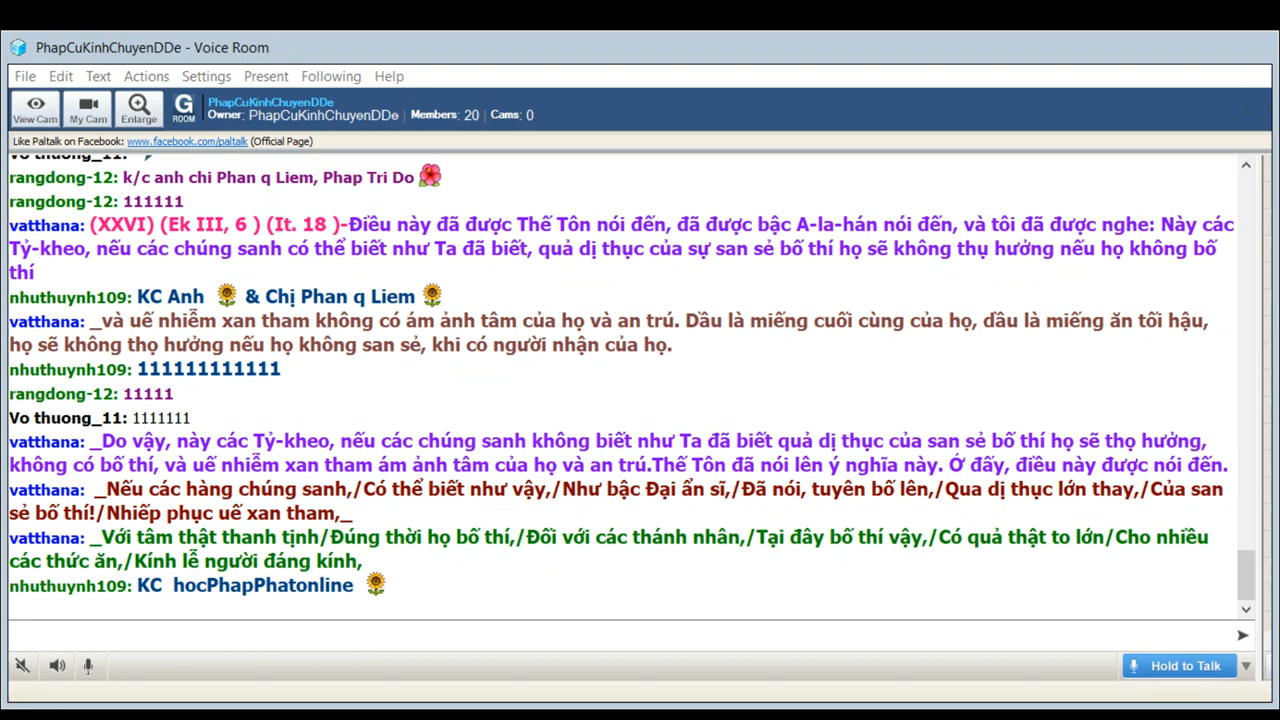 PhapCuKinhChuyenDDe - Voice Room
File Edit Text Actions Settings Present Following Help
View Cam My Cam Enlarge G ROOM PhapCuKinhChuyenDDe
Owner: PhapCuKinhChuyenDDe Members: 20 Cams: 0
Like Paltalk on Facebook: www.facebook.com/paltalk (Official Page)
Vo thuong_11:
rangdong-12: k/c anh chi Phan q Liem, Phap Tri Do
rangdong-12: 111111
vatthana: (XXVI) (Ek III, 6 ) (It. 18 )-Điều này đã được Thế Tôn nói đến, đã được bậc A-la-hán nói đến, và tôi đã được nghe: Này các
Tỷ-kheo, nếu các chúng sanh có thể biết như Ta đã biết, quả dị thục của sự san sẻ bố thí họ sẽ không thụ hưởng nếu họ không bố
thí
nhuthuynh109: KC Anh & Chị Phan q Liem
vatthana: _và uế nhiễm xan tham không có ám ảnh tâm của họ và an trú. Dầu là miếng cuối cùng của họ, dầu là miếng ăn tối hậu,
họ sẽ không thọ hưởng nếu họ không san sẻ, khi có người nhận của họ.
nhuthuynh109: 111111111111
rangdong-12: 11111
Vo thuong_11: 1111111
vatthana: _Do vậy, này các Tỷ-kheo, nếu các chúng sanh không biết như Ta đã biết quả dị thục của san sẻ bố thí họ sẽ thọ hưởng,
không có bố thí, và uế nhiễm xan tham ám ảnh tâm của họ và an trú.Thế Tôn đã nói lên ý nghĩa này. Ở đấy, điều này được nói đến.
vatthana: _Nếu các hàng chúng sanh,/Có thể biết như vậy,/Như bậc Đại ẩn sĩ,/Đã nói, tuyên bố lên,/Qua dị thục lớn thay,/Của san
sẻ bố thí!/Nhiếp phục uế xan tham,_
vatthana: _Với tâm thật thanh tịnh/Đúng thời họ bố thí,/Đối với các thánh nhân,/Tại đây bố thí vậy,/Có quả thật to lớn/Cho nhiều
các thức ăn,/Kính lễ người đáng kính,
nhuthuynh109: KC hocPhapPhatonline
Hold to Talk